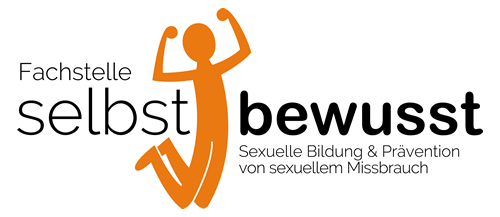 Fachstelle
selbst bewusst
Sexuelle Bildung & Prävention
von sexuellem Missbrauch